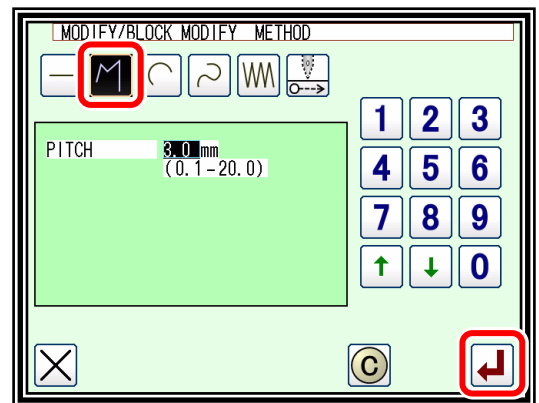 MODIFY/BLOCK MODIFY METHOD
1 2 3
PITCH 3.0 mm
(0.1-20.0)
4 5 6
7 8 9
↑ ↓ 0
C